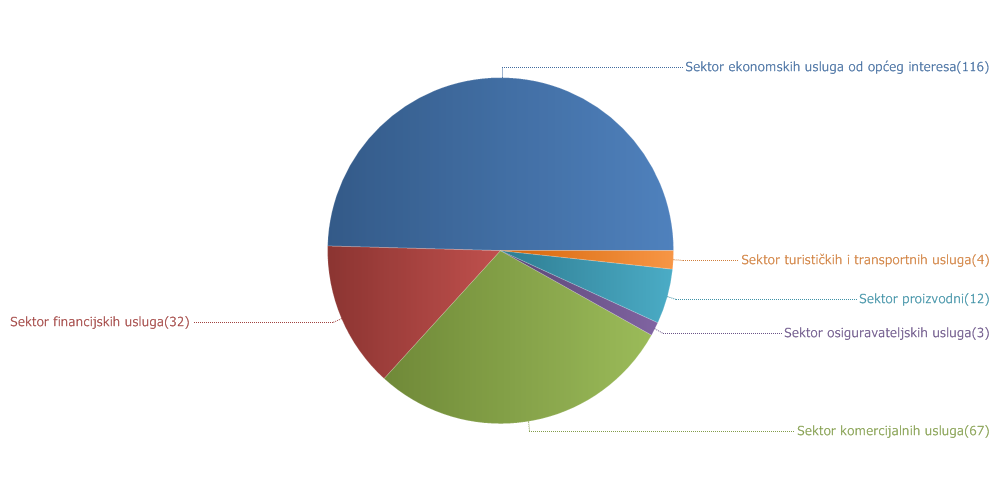 Sektor ekonomskih usluga od općeg interesa(116)
Sektor turističkih i transportnih usluga(4)
Sektor proizvodni(12)
Sektor financijskih usluga(32)
Sektor osiguravateljskih usluga(3)
Sektor komercijalnih usluga(67)